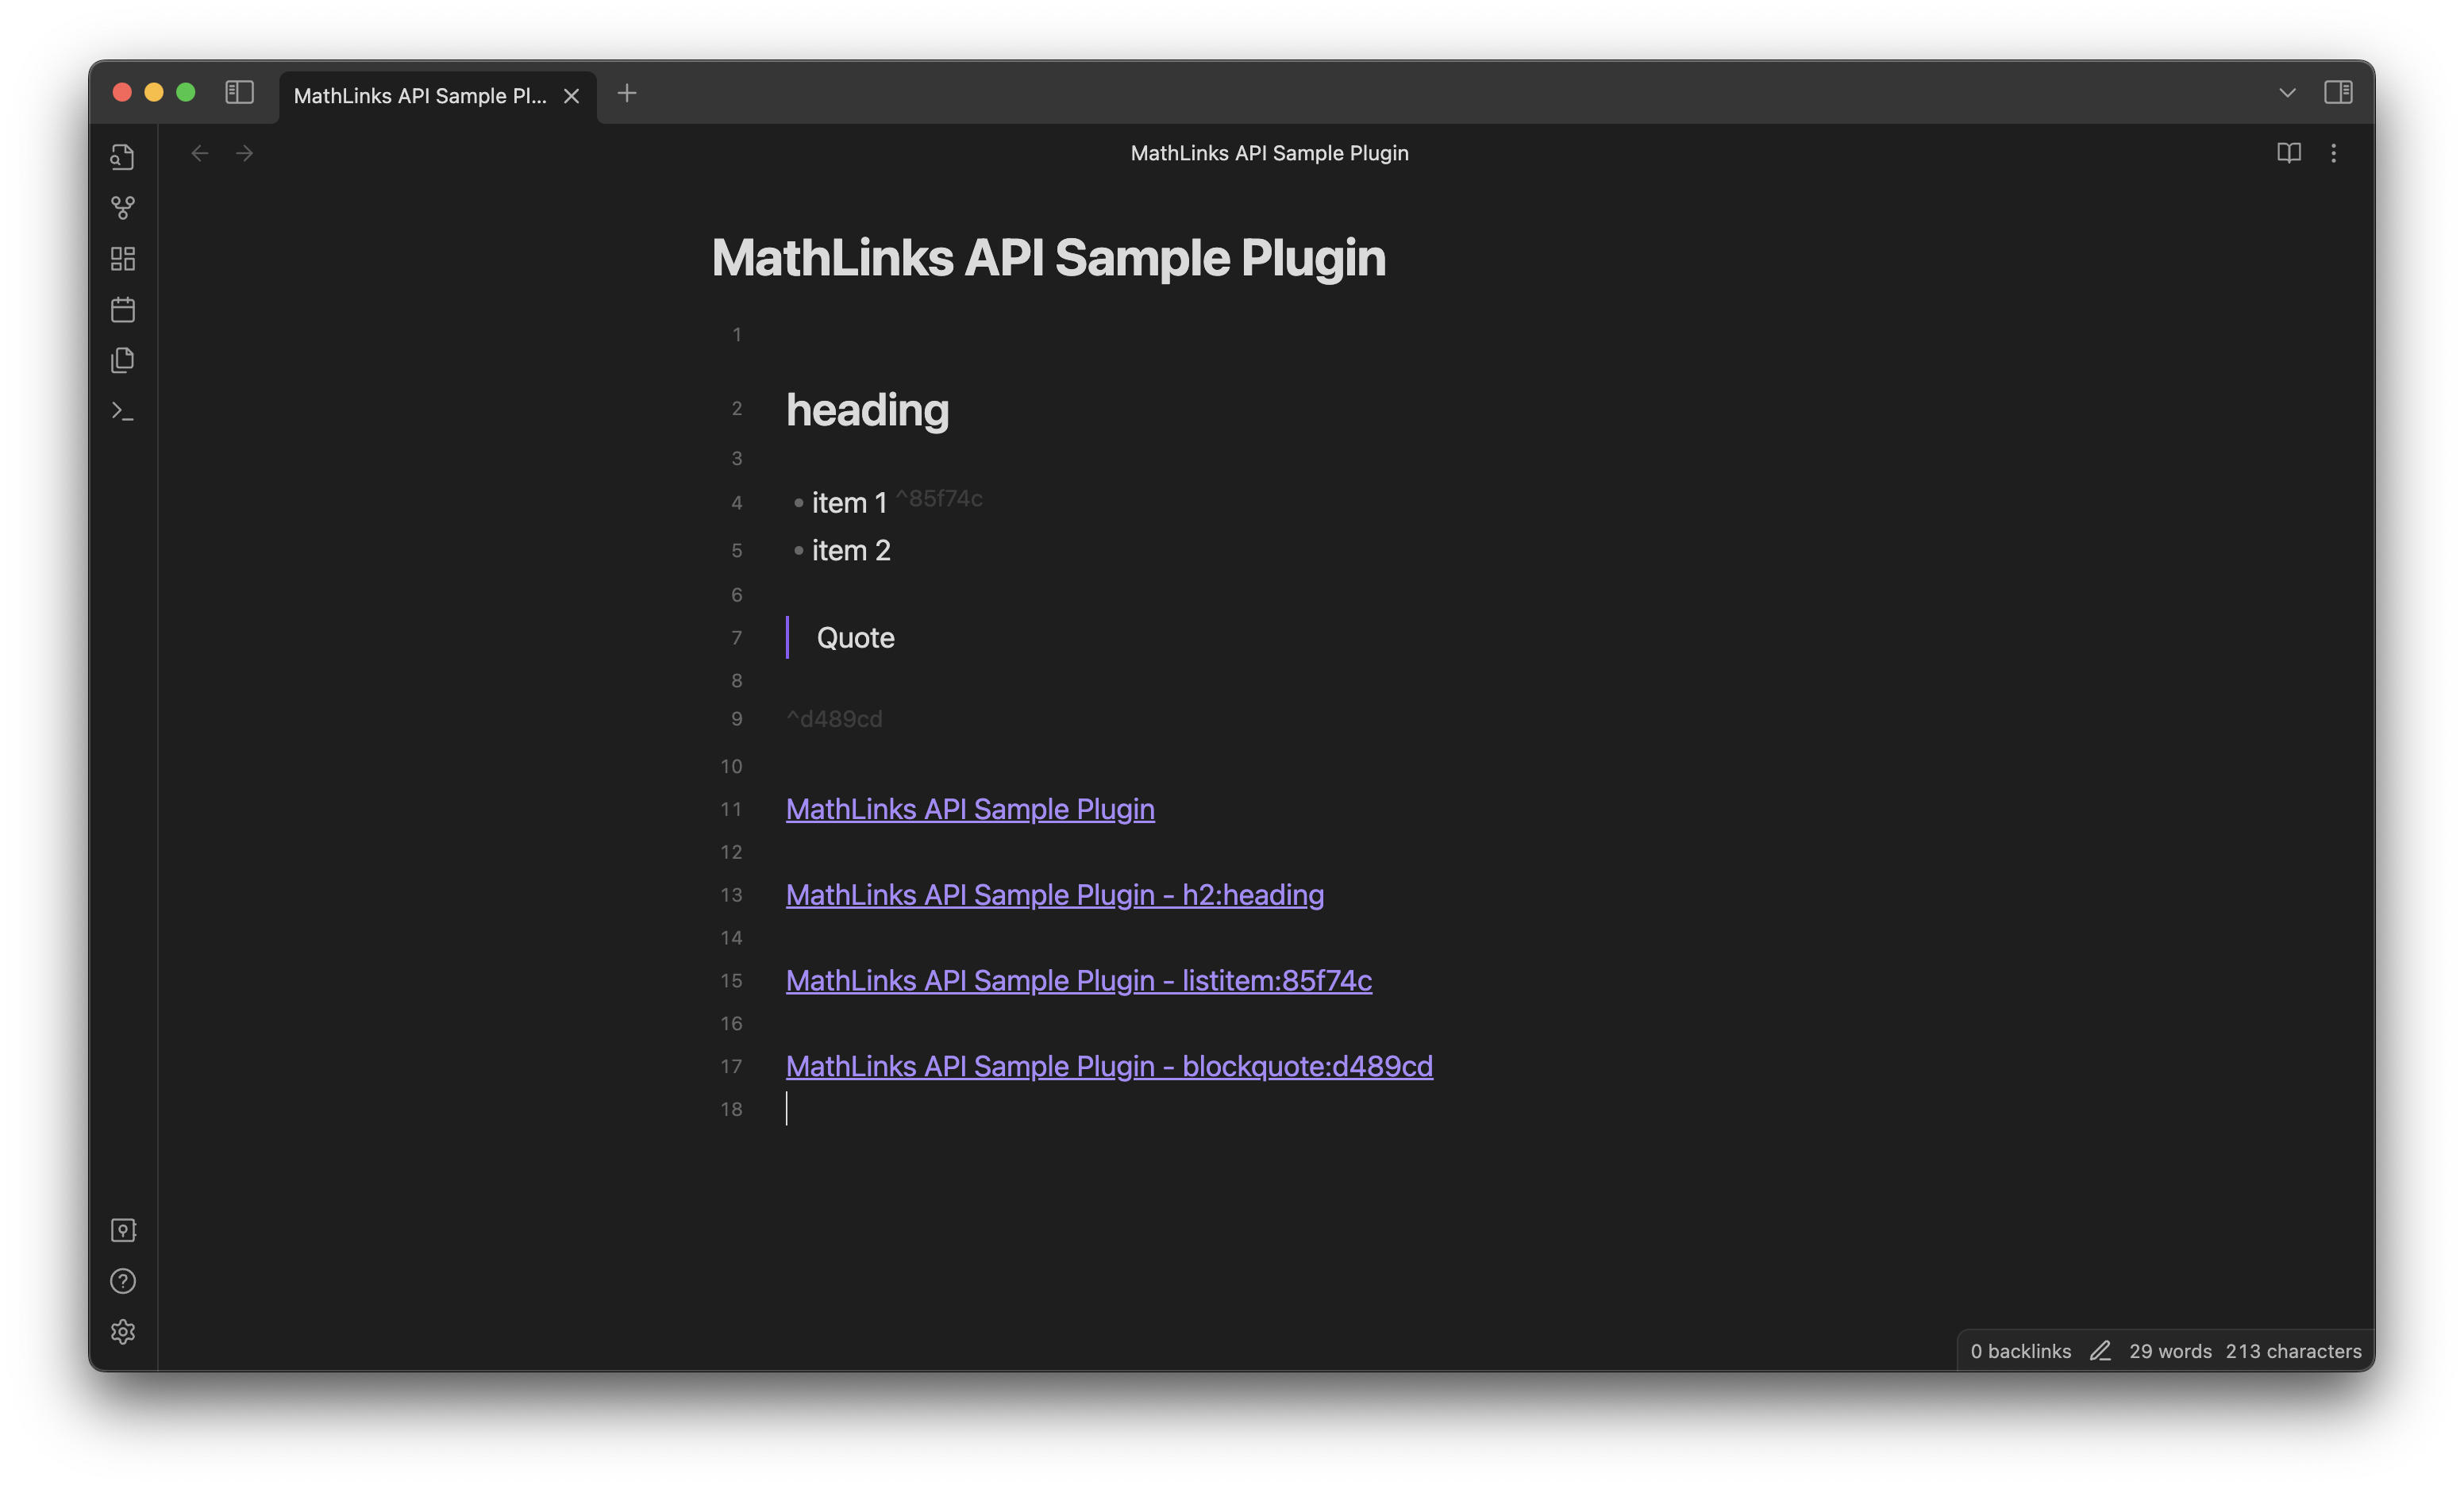 MathLinks API Sample Pl...
MathLinks API Sample Plugin
MathLinks API Sample Plugin
1
2 heading
3
4 item 1 ^85f74c
5 item 2
6
7 Quote
8
9 ^d489cd
10
11 MathLinks API Sample Plugin
12
13 MathLinks API Sample Plugin - h2:heading
14
15 MathLinks API Sample Plugin - listitem:85f74c
16
17 MathLinks API Sample Plugin - blockquote:d489cd
18
0 backlinks 29 words 213 characters